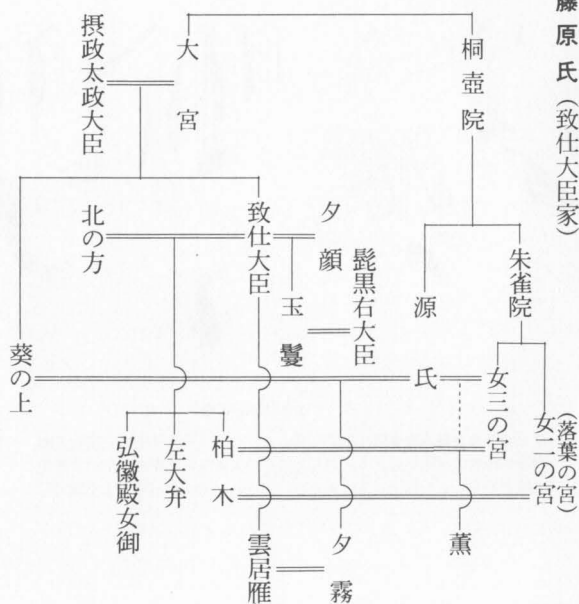 藤原氏(致仕大臣家)
桐壺院
大宮
摂政太政大臣
朱雀院
源氏
夕顔
髭黒右大臣
致仕大臣
玉鬘
北の方
葵の上
(落葉の宮)
女二の宮
女三の宮
柏木
左大弁
弘徽殿女御
薫
夕霧
雲居雁